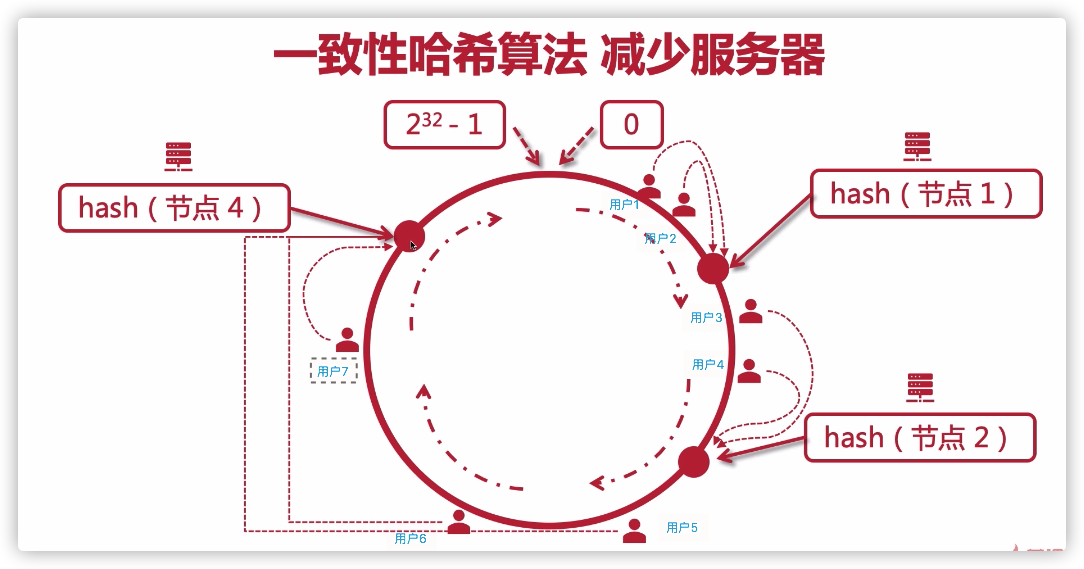 一致性哈希算法 减少服务器
2³² - 1
0
hash（节点 4）
hash（节点 1）
用户1
用户2
用户3
用户4
用户7
hash（节点 2）
用户5
用户6